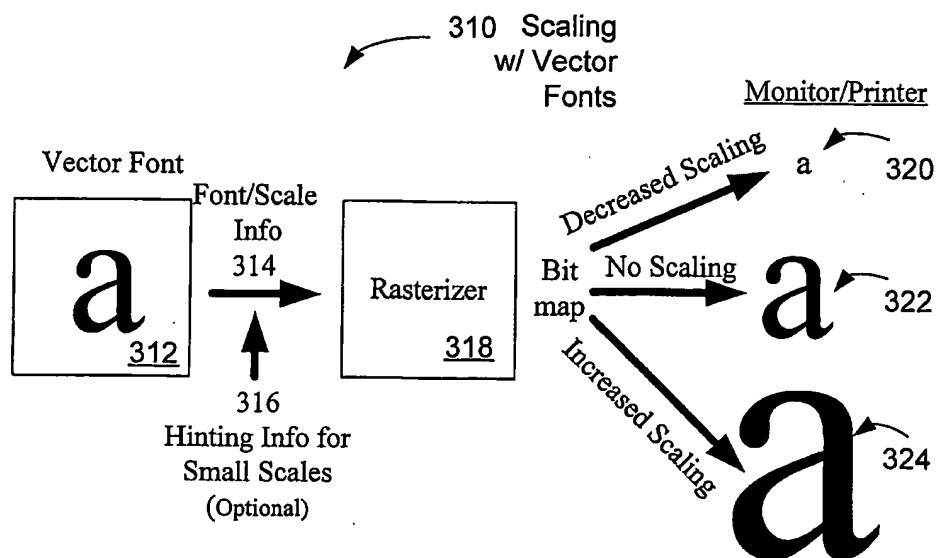 310 Scaling
w/ Vector
Fonts
Monitor/Printer
Vector Font
a
312
Font/Scale
Info
314
316
Hinting Info for
Small Scales
(Optional)
Rasterizer
318
Bit
map
Decreased Scaling
a
320
No Scaling
a
322
Increased Scaling
a
324